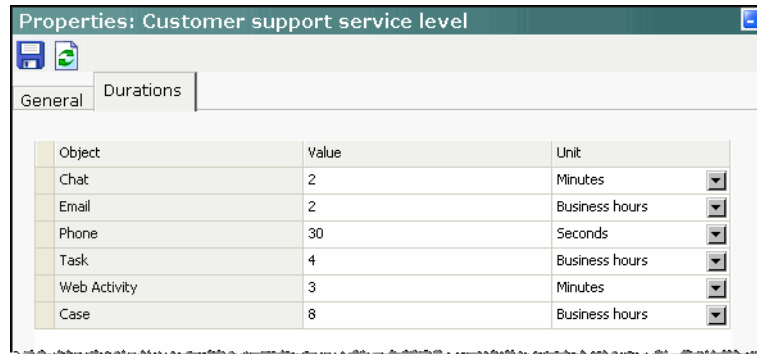 Properties: Customer support service level
General Durations
Object Value Unit
Chat 2 Minutes
Email 2 Business hours
Phone 30 Seconds
Task 4 Business hours
Web Activity 3 Minutes
Case 8 Business hours